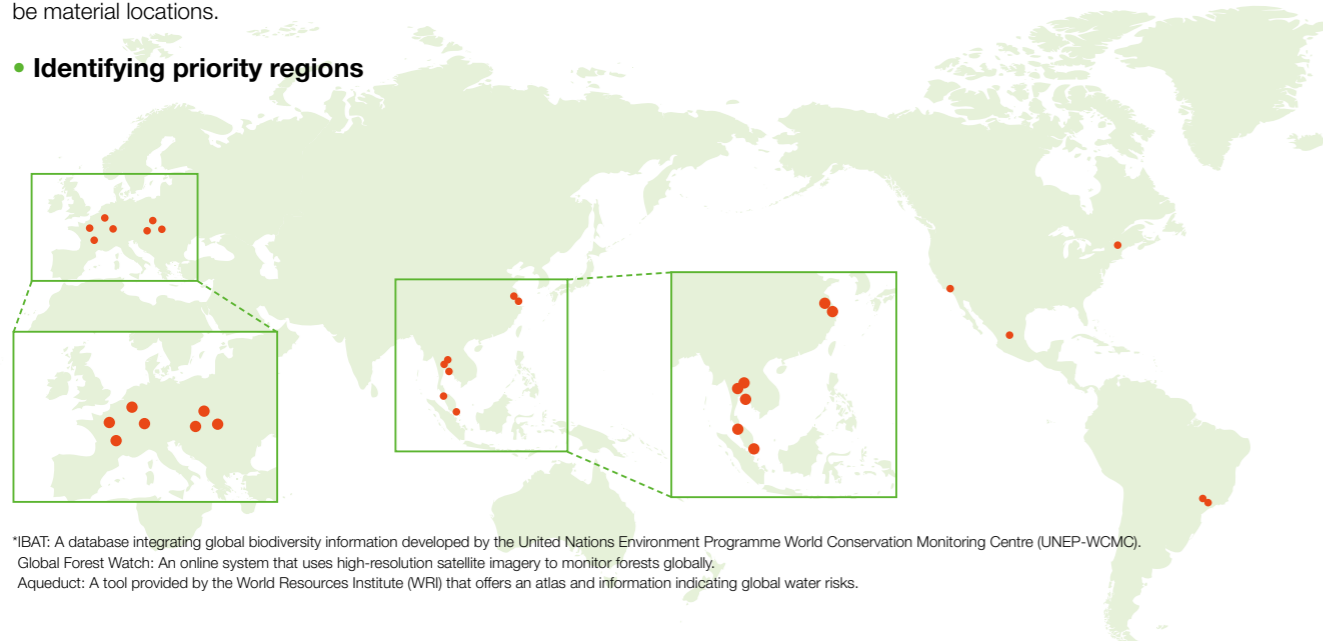 be material locations.
• Identifying priority regions
*IBAT: A database integrating global biodiversity information developed by the United Nations Environment Programme World Conservation Monitoring Centre (UNEP-WCMC).
Global Forest Watch: An online system that uses high-resolution satellite imagery to monitor forests globally.
Aqueduct: A tool provided by the World Resources Institute (WRI) that offers an atlas and information indicating global water risks.